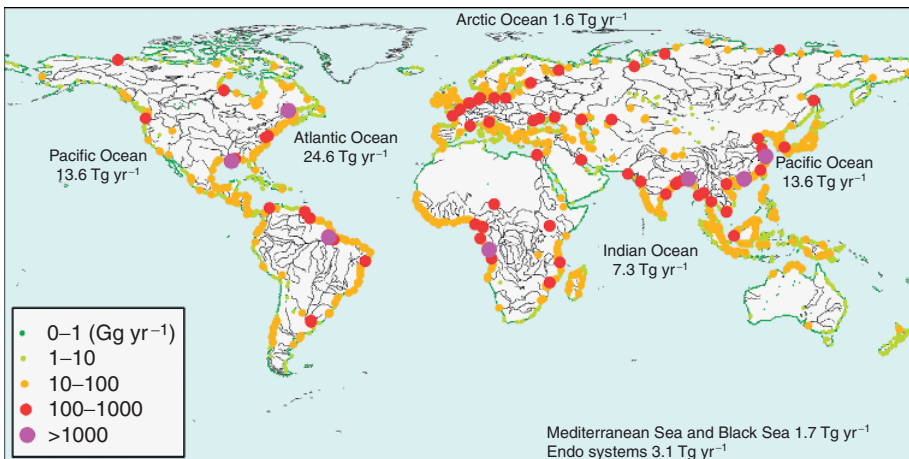 Arctic Ocean 1.6 Tg yr⁻¹
Atlantic Ocean
24.6 Tg yr⁻¹
Pacific Ocean
13.6 Tg yr⁻¹
Pacific Ocean
13.6 Tg yr⁻¹
Indian Ocean
7.3 Tg yr⁻¹
0–1 (Gg yr⁻¹)
1–10
10–100
100–1000
>1000
Mediterranean Sea and Black Sea 1.7 Tg yr⁻¹
Endo systems 3.1 Tg yr⁻¹